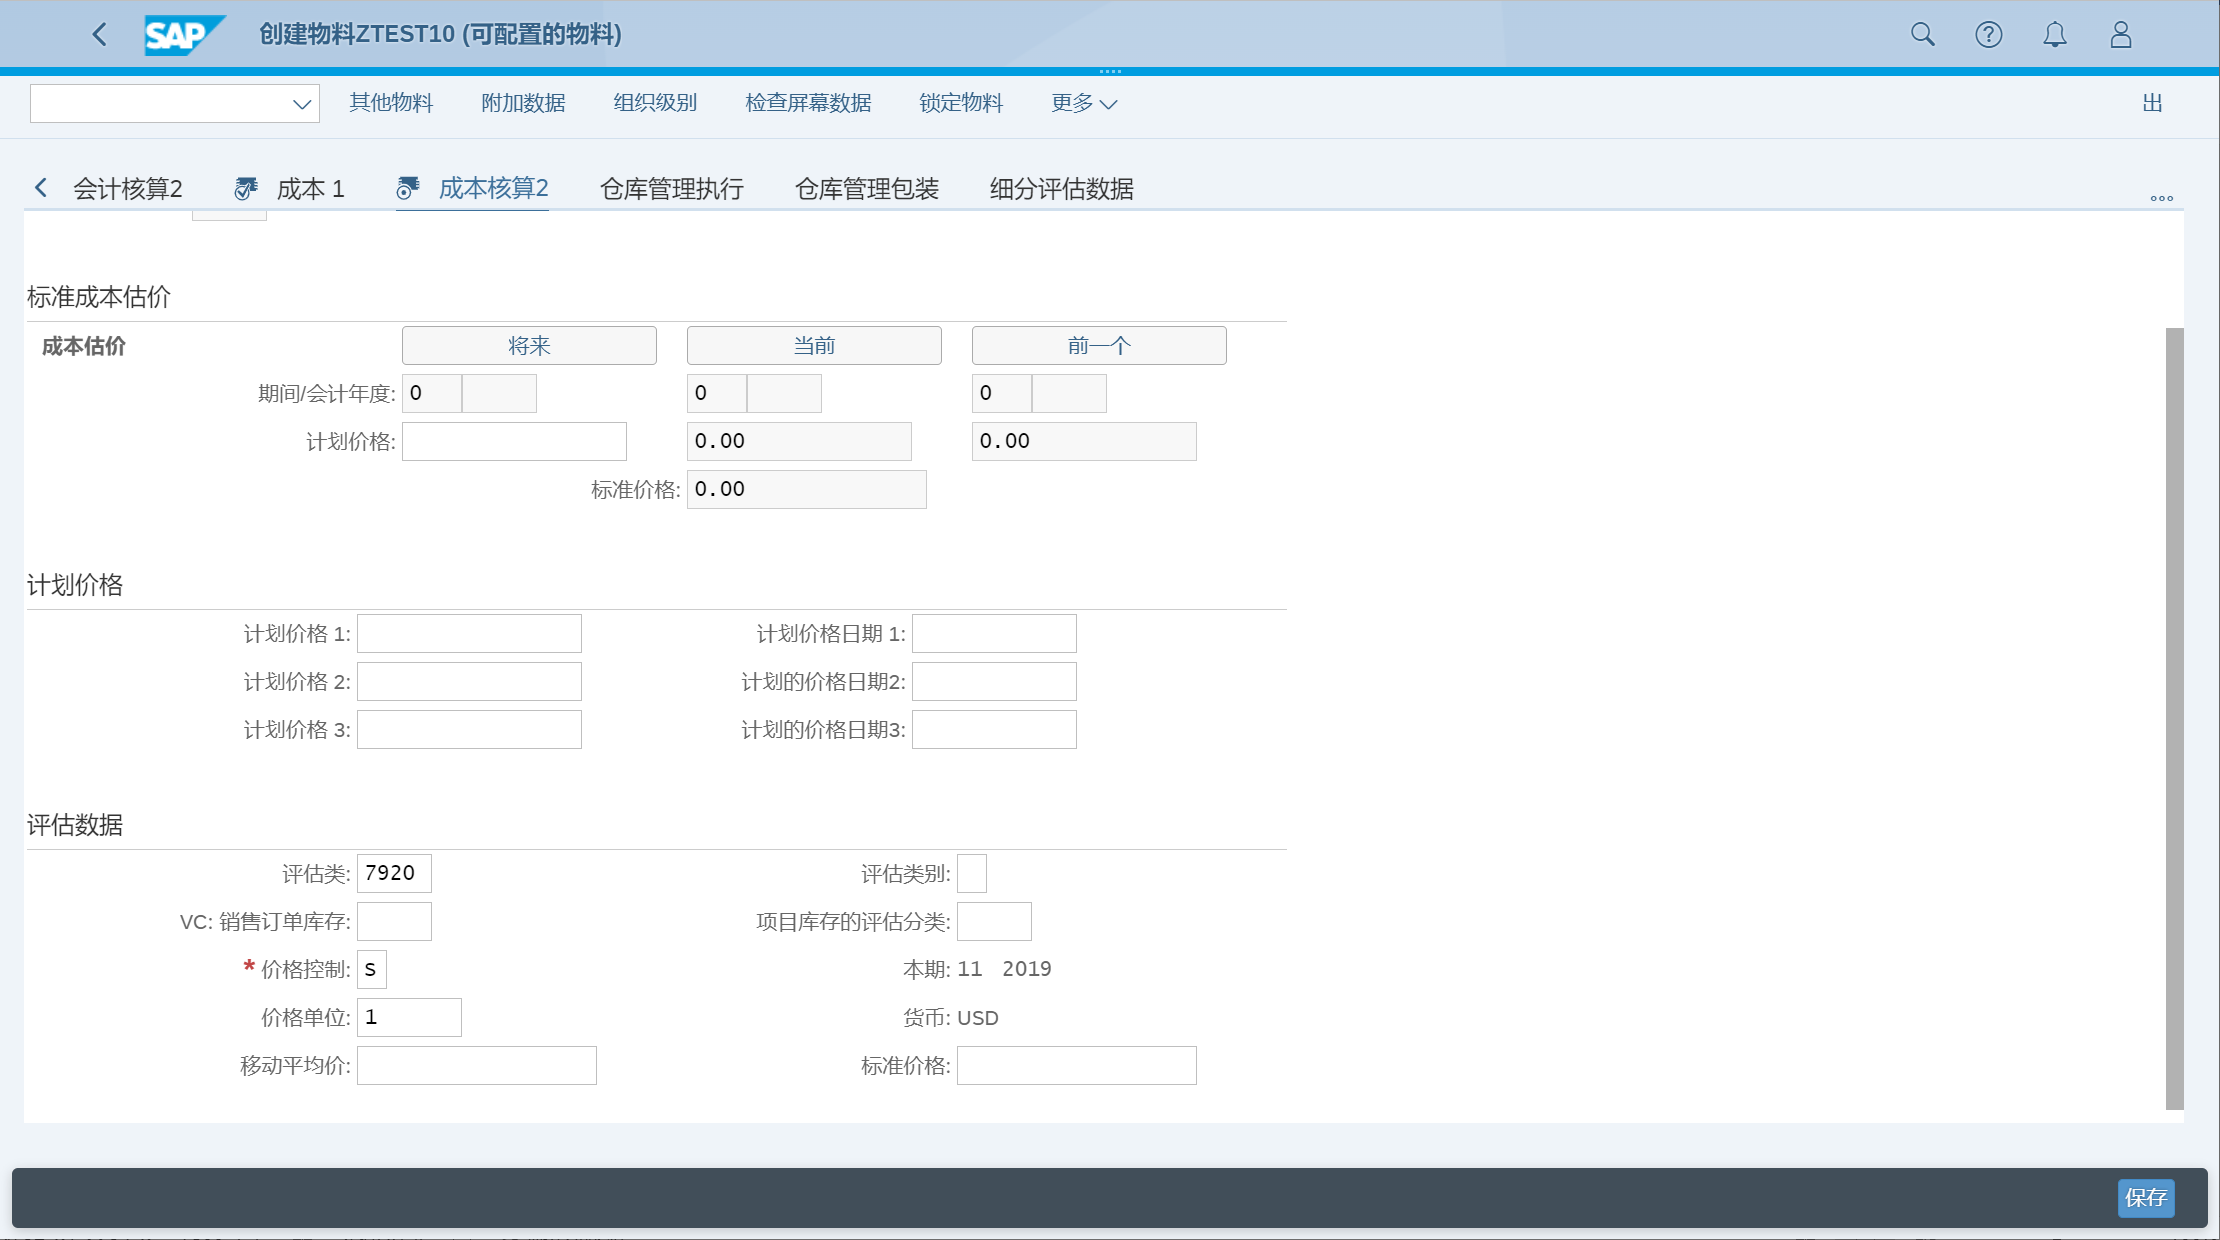 SAP 创建物料ZTEST10 (可配置的物料)
其他物料 附加数据 组织级别 检查屏幕数据 锁定物料 更多 出
会计核算2 成本 1 成本核算2 仓库管理执行 仓库管理包装 细分评估数据
标准成本估价
成本估价 将来 当前 前一个
期间/会计年度: 0 0 0
计划价格: 0.00 0.00
标准价格: 0.00
计划价格
计划价格 1: 计划价格日期 1:
计划价格 2: 计划的价格日期2:
计划价格 3: 计划的价格日期3:
评估数据
评估类: 7920 评估类别:
VC: 销售订单库存: 项目库存的评估分类:
* 价格控制: S 本期: 11 2019
价格单位: 1 货币: USD
移动平均价: 标准价格:
保存